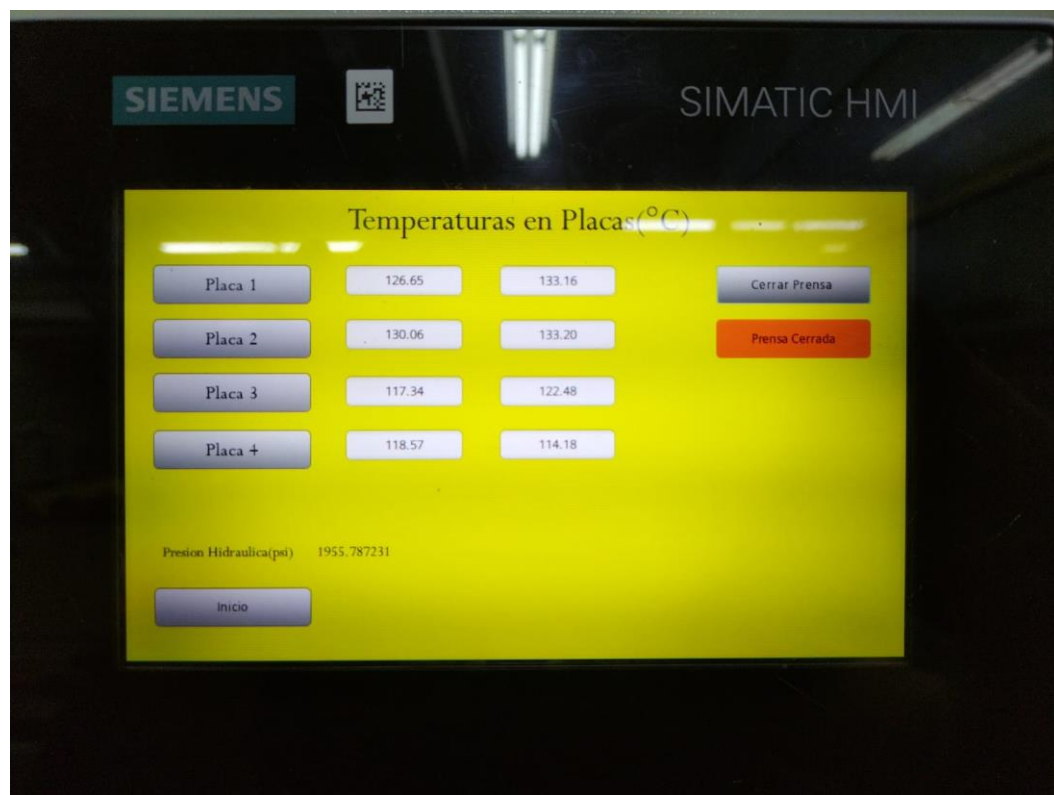 SIEMENS
SIMATIC HMI
Temperaturas en Placas(°C)
Placa 1 126.65 133.16 Cerrar Prensa
Placa 2 130.06 133.20 Prensa Cerrada
Placa 3 117.34 122.48
Placa 4 118.57 114.18
Presion Hidraulica(psi) 1955.787231
Inicio